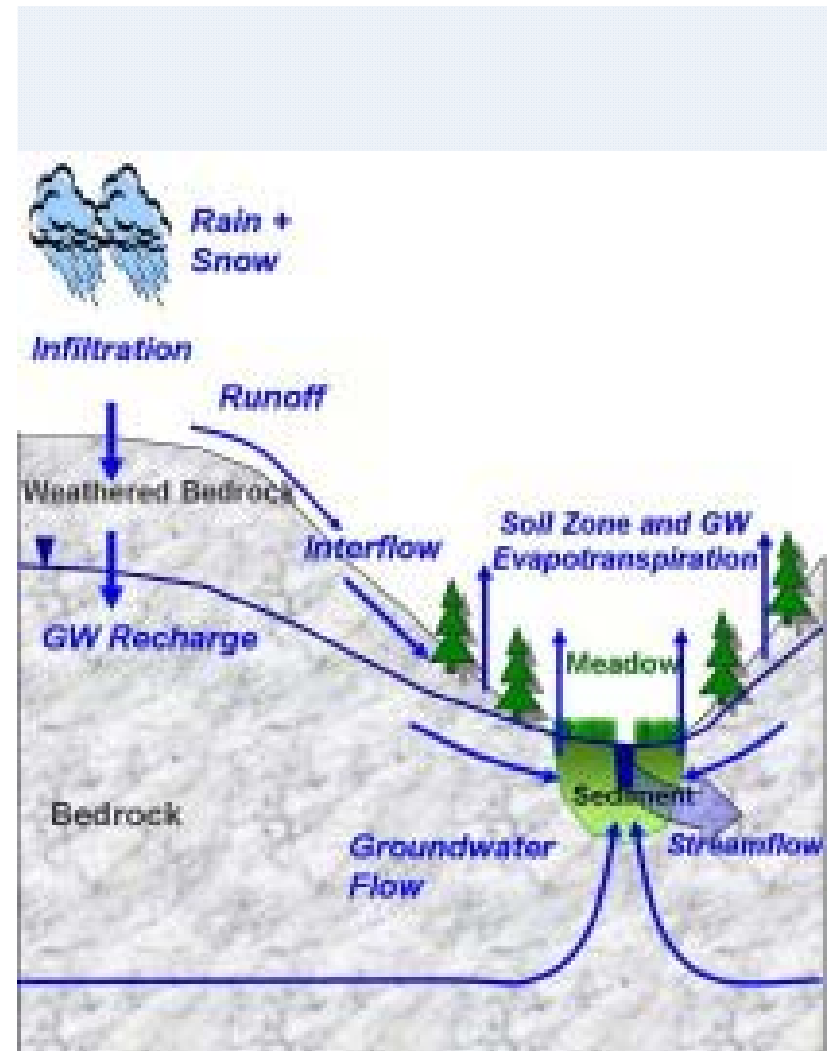 Rain +
Snow
Infiltration
Runoff
Weathered Bedrock
Interflow
Soil Zone and GW
Evapotranspiration
GW Recharge
Meadow
Sediment
Bedrock
Groundwater
Flow
Streamflow